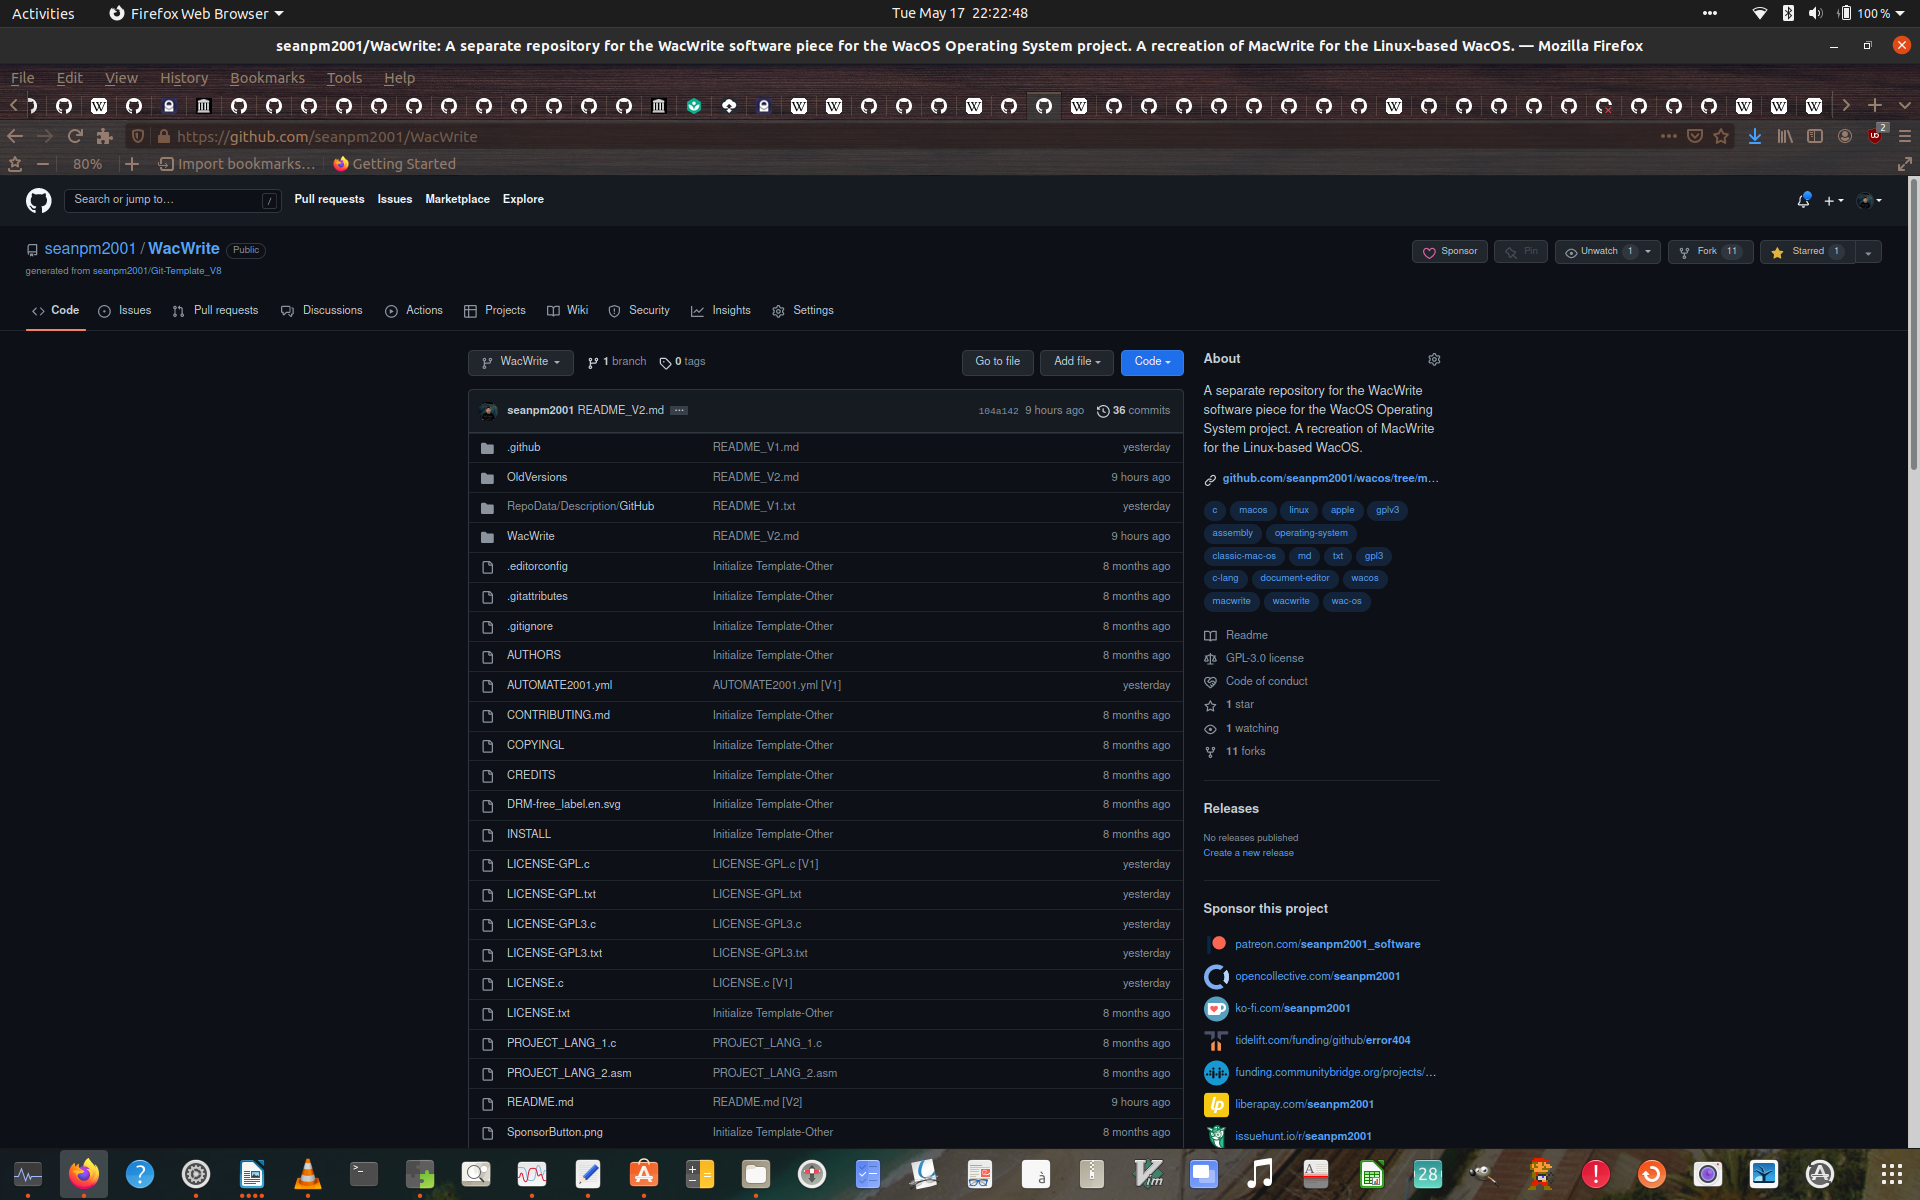 Activities Firefox Web Browser Tue May 17 22:22:48 100 %
seanpm2001/WacWrite: A separate repository for the WacWrite software piece for the WacOS Operating System project. A recreation of MacWrite for the Linux-based WacOS. — Mozilla Firefox
File Edit View History Bookmarks Tools Help
https://github.com/seanpm2001/WacWrite 2
80% Import bookmarks... Getting Started
Search or jump to... / Pull requests Issues Marketplace Explore
seanpm2001 / WacWrite Public Sponsor Pin Unwatch 1 Fork 11 Starred 1
generated from seanpm2001/Git-Template_V8
Code Issues Pull requests Discussions Actions Projects Wiki Security Insights Settings
WacWrite 1 branch 0 tags Go to file Add file Code
seanpm2001 README_V2.md ... 104a142 9 hours ago 36 commits
.github README_V1.md yesterday
OldVersions README_V2.md 9 hours ago
RepoData/Description/GitHub README_V1.txt yesterday
WacWrite README_V2.md 9 hours ago
.editorconfig Initialize Template-Other 8 months ago
.gitattributes Initialize Template-Other 8 months ago
.gitignore Initialize Template-Other 8 months ago
AUTHORS Initialize Template-Other 8 months ago
AUTOMATE2001.yml AUTOMATE2001.yml [V1] yesterday
CONTRIBUTING.md Initialize Template-Other 8 months ago
COPYINGL Initialize Template-Other 8 months ago
CREDITS Initialize Template-Other 8 months ago
DRM-free_label.en.svg Initialize Template-Other 8 months ago
INSTALL Initialize Template-Other 8 months ago
LICENSE-GPL.c LICENSE-GPL.c [V1] yesterday
LICENSE-GPL.txt LICENSE-GPL.txt yesterday
LICENSE-GPL3.c LICENSE-GPL3.c yesterday
LICENSE-GPL3.txt LICENSE-GPL3.txt yesterday
LICENSE.c LICENSE.c [V1] yesterday
LICENSE.txt Initialize Template-Other 8 months ago
PROJECT_LANG_1.c PROJECT_LANG_1.c 8 months ago
PROJECT_LANG_2.asm PROJECT_LANG_2.asm 8 months ago
README.md README.md [V2] 9 hours ago
SponsorButton.png Initialize Template-Other 8 months ago
About
A separate repository for the WacWrite
software piece for the WacOS Operating
System project. A recreation of MacWrite
for the Linux-based WacOS.
github.com/seanpm2001/wacos/tree/m...
c macos linux apple gplv3
assembly operating-system
classic-mac-os md txt gpl3
c-lang document-editor wacos
macwrite wacwrite wac-os
Readme
GPL-3.0 license
Code of conduct
1 star
1 watching
11 forks
Releases
No releases published
Create a new release
Sponsor this project
patreon.com/seanpm2001_software
opencollective.com/seanpm2001
ko-fi.com/seanpm2001
tidelift.com/funding/github/error404
funding.communitybridge.org/projects/...
liberapay.com/seanpm2001
issuehunt.io/r/seanpm2001
28